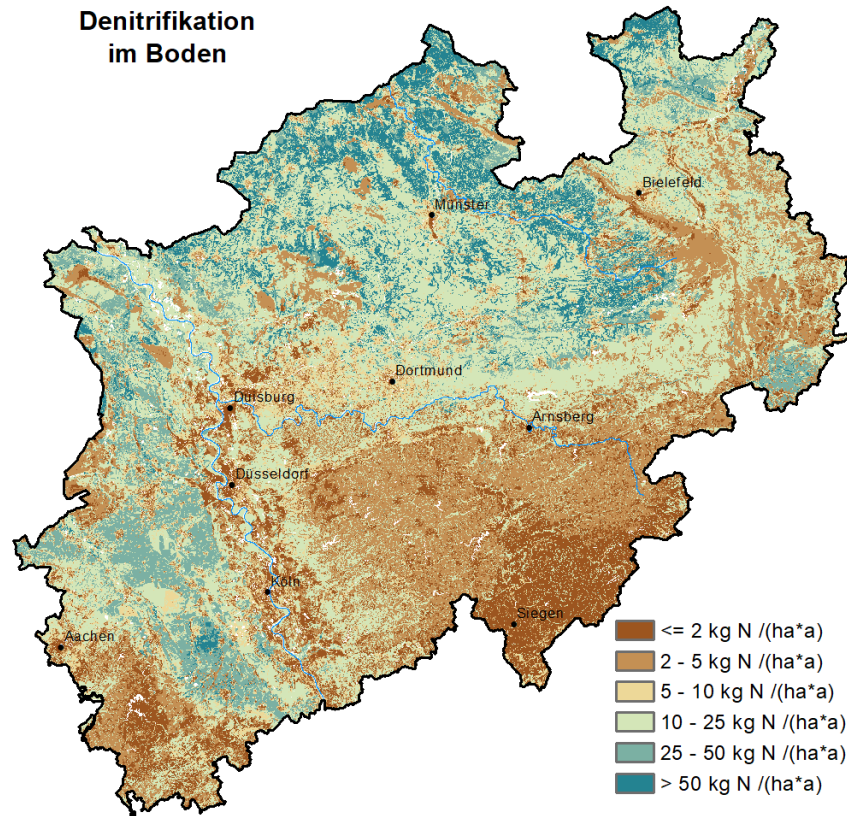 Denitrifikation
im Boden
Bielefeld
Münster
Dortmund
Duisburg
Arnsberg
Düsseldorf
Köln
Siegen
Aachen
<= 2 kg N /(ha*a)
2 - 5 kg N /(ha*a)
5 - 10 kg N /(ha*a)
10 - 25 kg N /(ha*a)
25 - 50 kg N /(ha*a)
> 50 kg N /(ha*a)